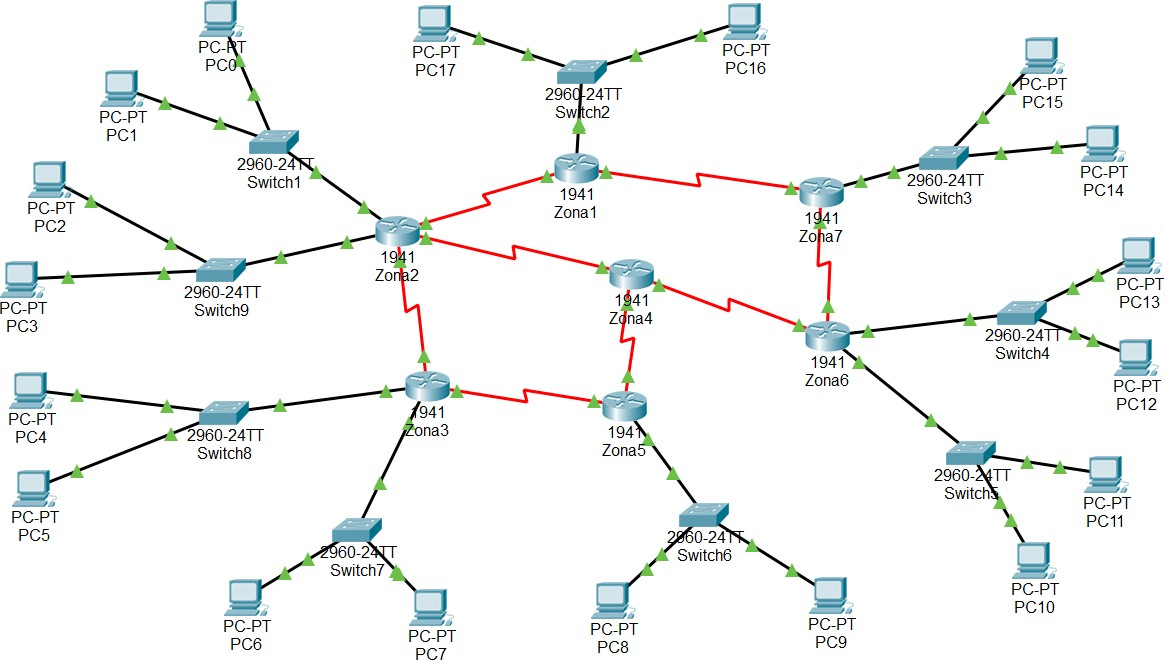 PC-PT
PC0
PC-PT
PC17
PC-PT
PC16
PC-PT
PC15
PC-PT
PC1
2960-24TT
Switch2
2960-24TT
Switch1
2960-24TT
Switch3
PC-PT
PC14
PC-PT
PC2
1941
Zona1
1941
Zona7
1941
Zona2
2960-24TT
Switch9
PC-PT
PC3
1941
Zona4
PC-PT
PC13
2960-24TT
Switch4
1941
Zona6
PC-PT
PC12
PC-PT
PC4
2960-24TT
Switch8
1941
Zona3
1941
Zona5
PC-PT
PC5
2960-24TT
Switch5
PC-PT
PC11
2960-24TT
Switch7
2960-24TT
Switch6
PC-PT
PC10
PC-PT
PC6
PC-PT
PC7
PC-PT
PC8
PC-PT
PC9